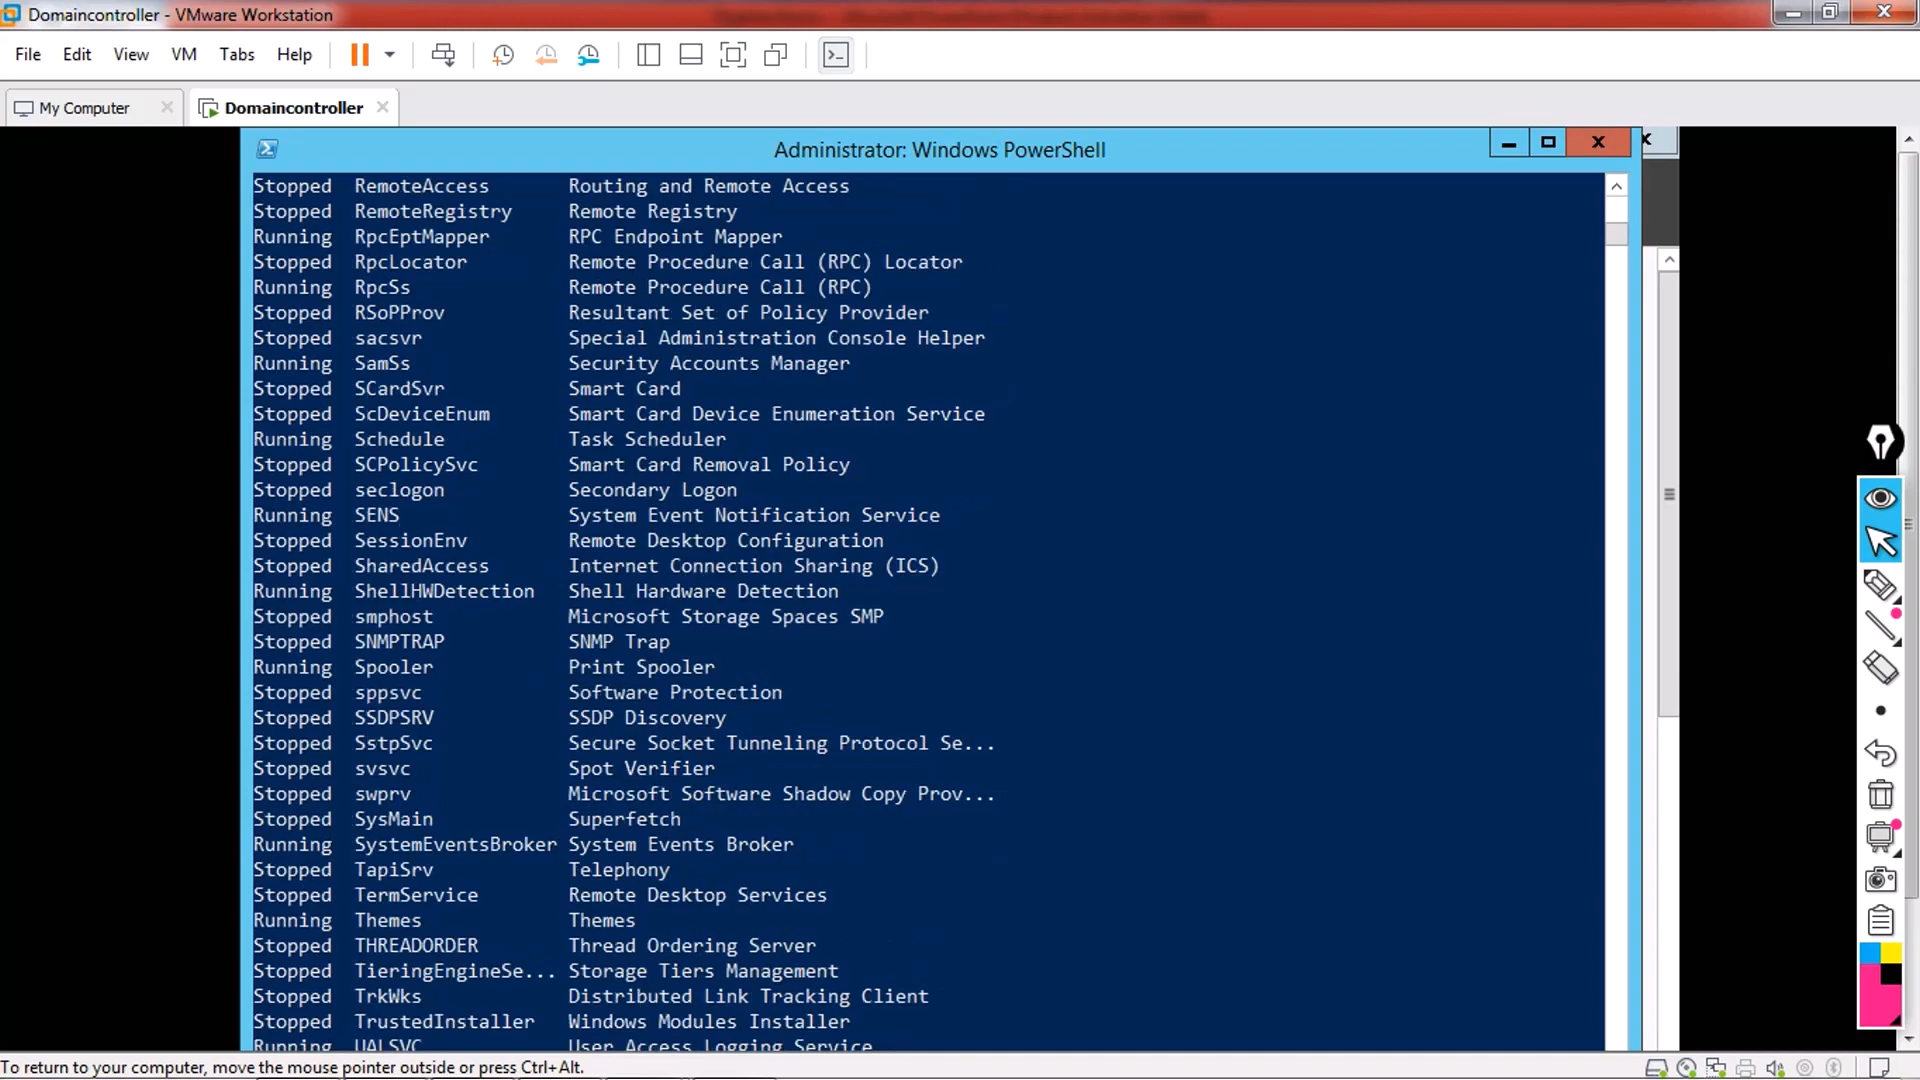 Domaincontroller - VMware Workstation
File Edit View VM Tabs Help
My Computer
Domaincontroller
Administrator: Windows PowerShell
Stopped RemoteAccess Routing and Remote Access
Stopped RemoteRegistry Remote Registry
Running RpcEptMapper RPC Endpoint Mapper
Stopped RpcLocator Remote Procedure Call (RPC) Locator
Running RpcSs Remote Procedure Call (RPC)
Stopped RSoPProv Resultant Set of Policy Provider
Stopped sacsvr Special Administration Console Helper
Running SamSs Security Accounts Manager
Stopped SCardSvr Smart Card
Stopped ScDeviceEnum Smart Card Device Enumeration Service
Running Schedule Task Scheduler
Stopped SCPolicySvc Smart Card Removal Policy
Stopped seclogon Secondary Logon
Running SENS System Event Notification Service
Stopped SessionEnv Remote Desktop Configuration
Stopped SharedAccess Internet Connection Sharing (ICS)
Running ShellHWDetection Shell Hardware Detection
Stopped smphost Microsoft Storage Spaces SMP
Stopped SNMPTRAP SNMP Trap
Running Spooler Print Spooler
Stopped sppsvc Software Protection
Stopped SSDPSRV SSDP Discovery
Stopped SstpSvc Secure Socket Tunneling Protocol Se...
Stopped svsvc Spot Verifier
Stopped swprv Microsoft Software Shadow Copy Prov...
Stopped SysMain Superfetch
Running SystemEventsBroker System Events Broker
Stopped TapiSrv Telephony
Stopped TermService Remote Desktop Services
Running Themes Themes
Stopped THREADORDER Thread Ordering Server
Stopped TieringEngineSe... Storage Tiers Management
Stopped TrkWks Distributed Link Tracking Client
Stopped TrustedInstaller Windows Modules Installer
Running UALSVC User Access Logging Service
To return to your computer, move the mouse pointer outside or press Ctrl+Alt.